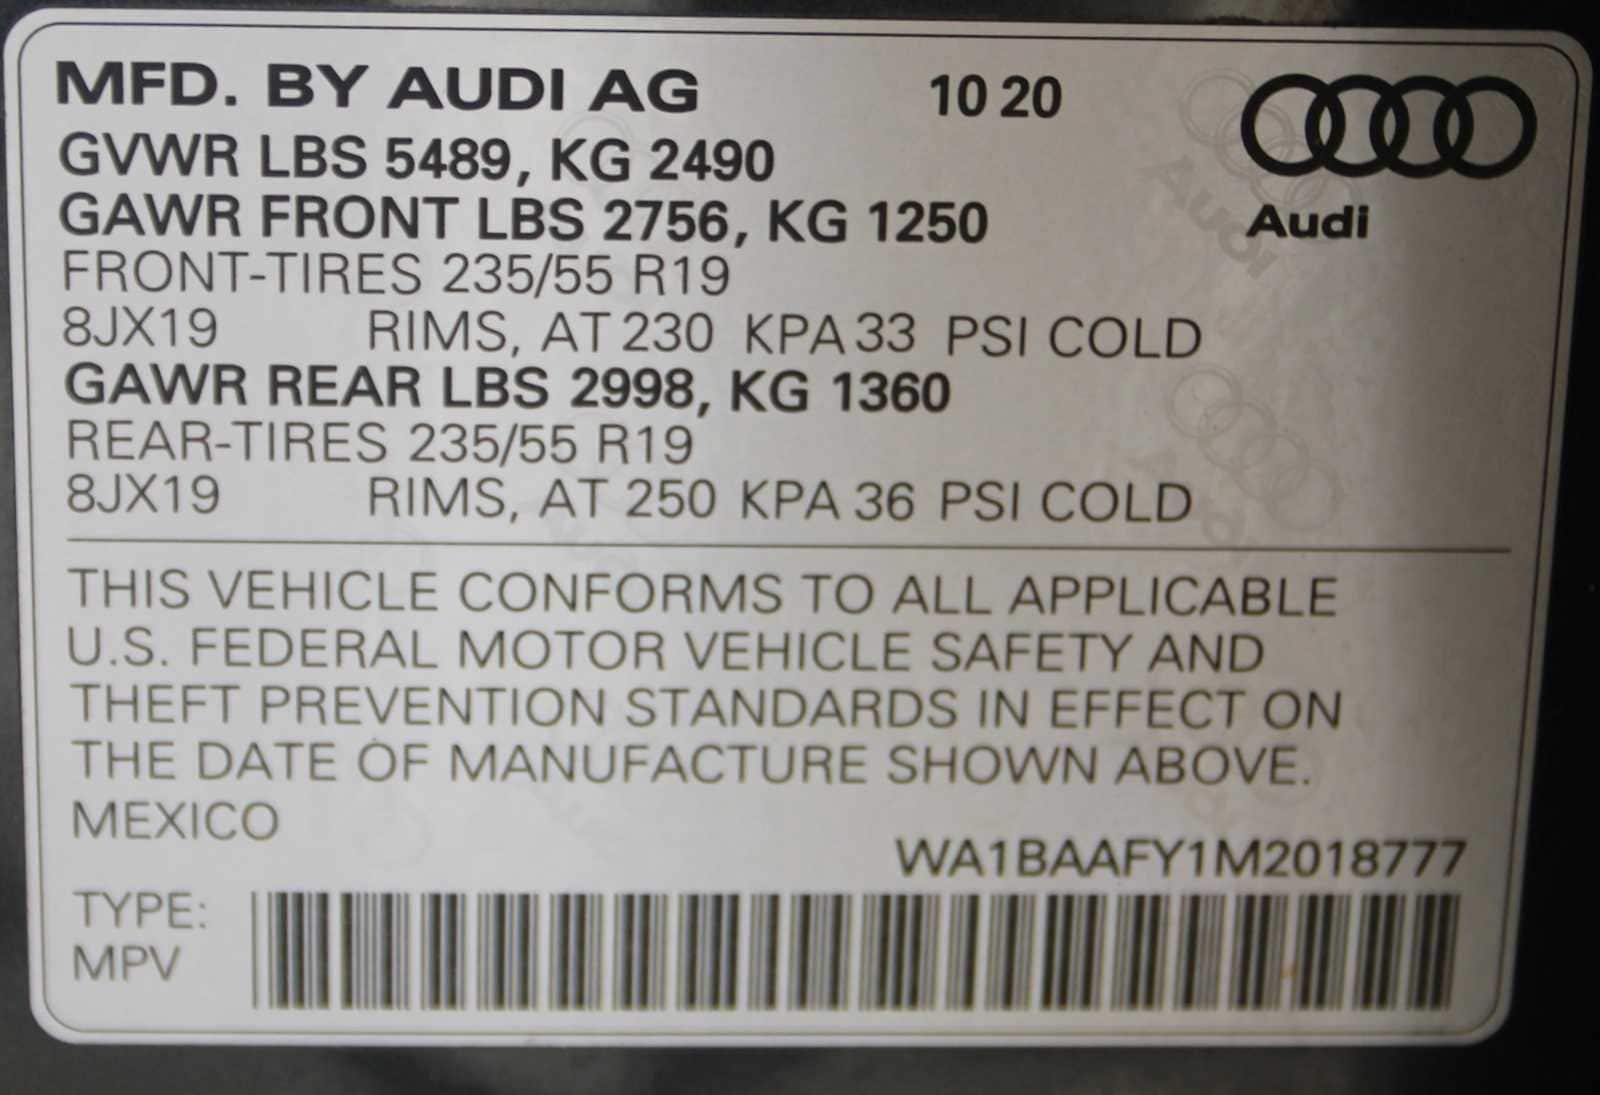 MFD. BY AUDI AG 10 20
Audi
GVWR LBS 5489, KG 2490
GAWR FRONT LBS 2756, KG 1250
FRONT-TIRES 235/55 R19
8JX19 RIMS, AT 230 KPA 33 PSI COLD
GAWR REAR LBS 2998, KG 1360
REAR-TIRES 235/55 R19
8JX19 RIMS, AT 250 KPA 36 PSI COLD
THIS VEHICLE CONFORMS TO ALL APPLICABLE
U.S. FEDERAL MOTOR VEHICLE SAFETY AND
THEFT PREVENTION STANDARDS IN EFFECT ON
THE DATE OF MANUFACTURE SHOWN ABOVE.
MEXICO
WA1BAAFY1M2018777
TYPE:
MPV